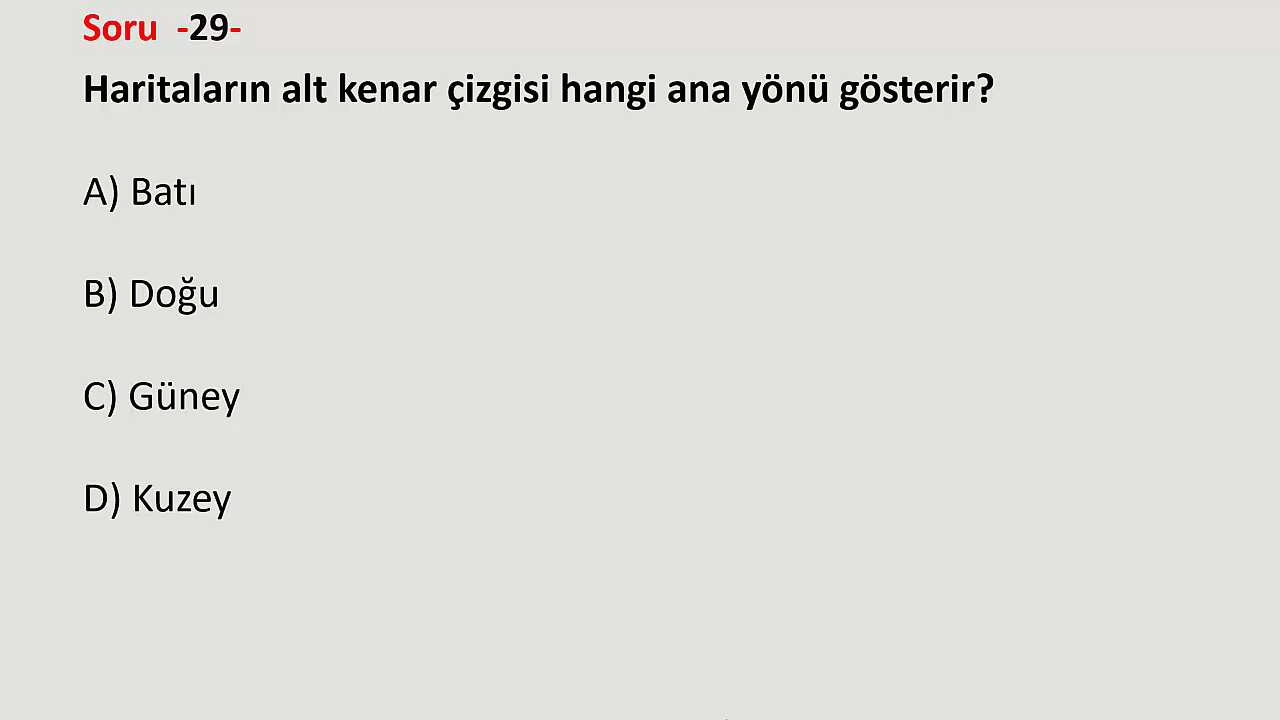 Soru -29-
Haritaların alt kenar çizgisi hangi ana yönü gösterir?
A) Batı
B) Doğu
C) Güney
D) Kuzey